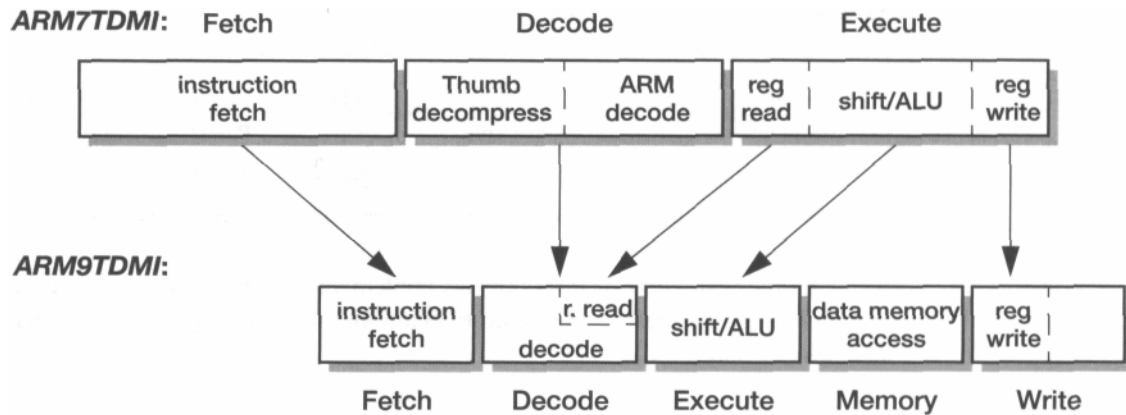 ARM7TDMI: Fetch Decode Execute
instruction fetch
Thumb decompress
ARM decode
reg read
shift/ALU
reg write
ARM9TDMI:
instruction fetch
r. read
decode
shift/ALU
data memory access
reg write
Fetch Decode Execute Memory Write